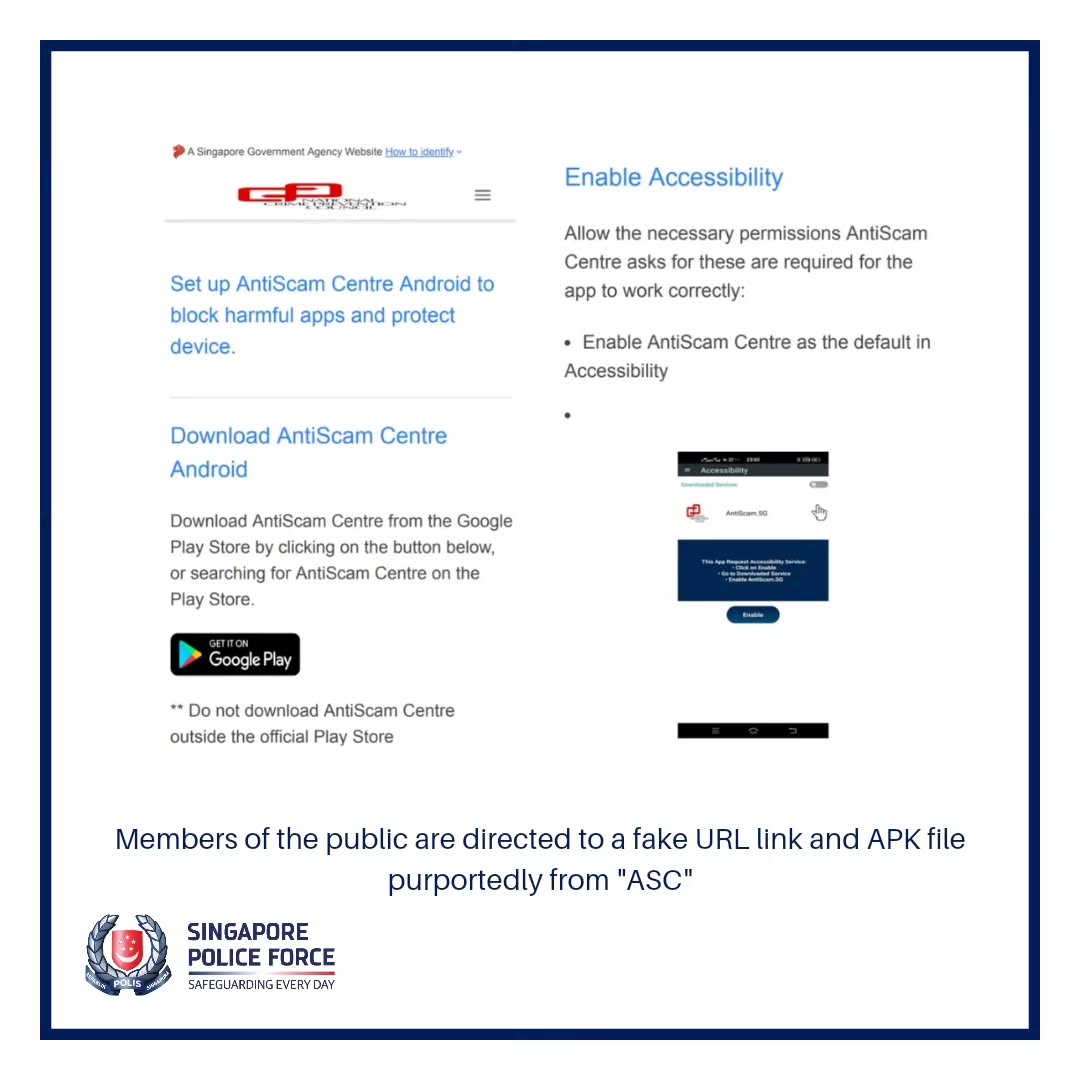 A Singapore Government Agency Website How to identify
NATIONAL
CRIME PREVENTION
COUNCIL
Set up AntiScam Centre Android to
block harmful apps and protect
device.
Download AntiScam Centre
Android
Download AntiScam Centre from the Google
Play Store by clicking on the button below,
or searching for AntiScam Centre on the
Play Store.
GET IT ON
Google Play
** Do not download AntiScam Centre
outside the official Play Store
Enable Accessibility
Allow the necessary permissions AntiScam
Centre asks for these are required for the
app to work correctly:
• Enable AntiScam Centre as the default in
Accessibility
•
Accessibility
Downloaded Services
AntiScam.SG
This App Request Accessibility Service:
• Click on Enable
• Go to Downloaded Service
• Enable AntiScam.SG
Enable
Members of the public are directed to a fake URL link and APK file
purportedly from "ASC"
POLIS
SINGAPORE
POLICE FORCE
SAFEGUARDING EVERY DAY